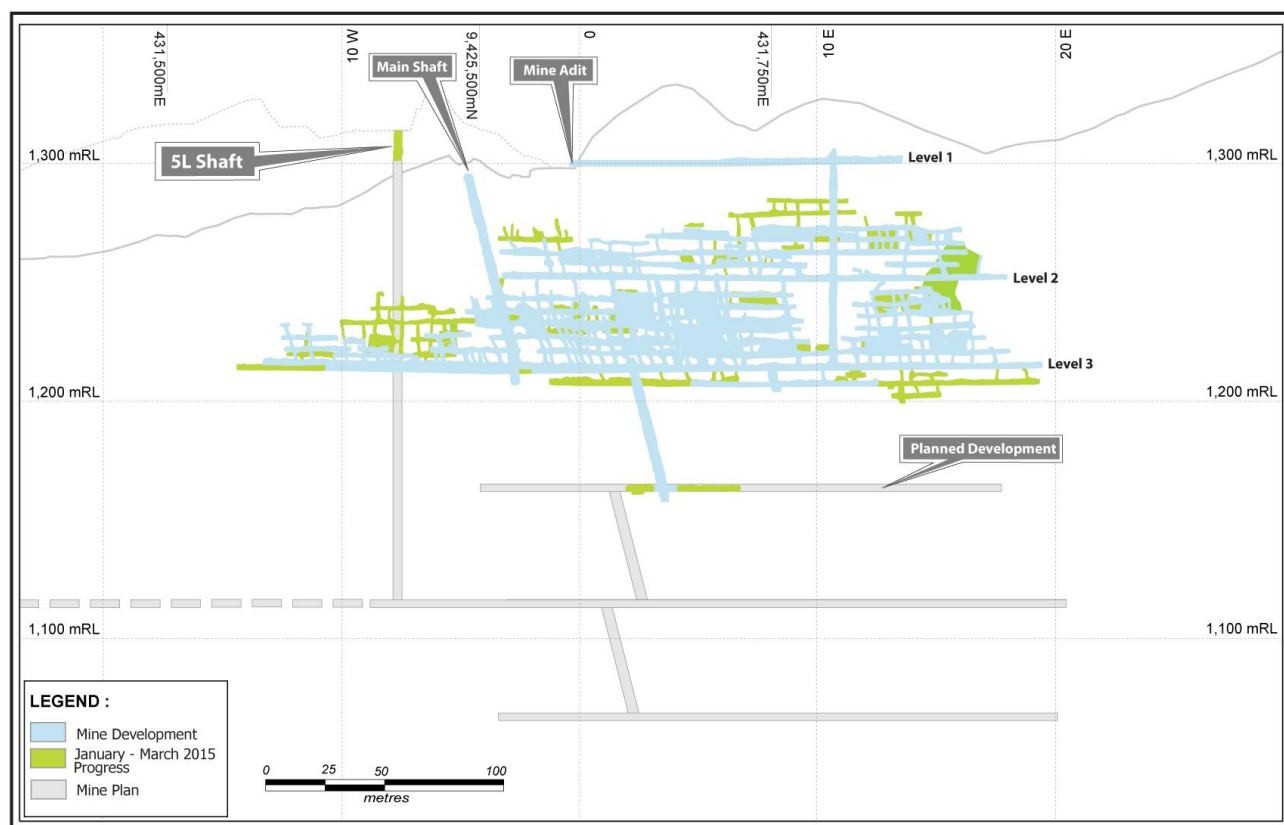 431,500mE
10 W
9,425,500mN
0
431,750mE
10 E
20 E
Main Shaft
Mine Adit
5L Shaft
1,300 mRL
Level 1
1,300 mRL
Level 2
Level 3
1,200 mRL
1,200 mRL
Planned Development
1,100 mRL
1,100 mRL
LEGEND :
Mine Development
January - March 2015
Progress
Mine Plan
0 25 50 100
metres